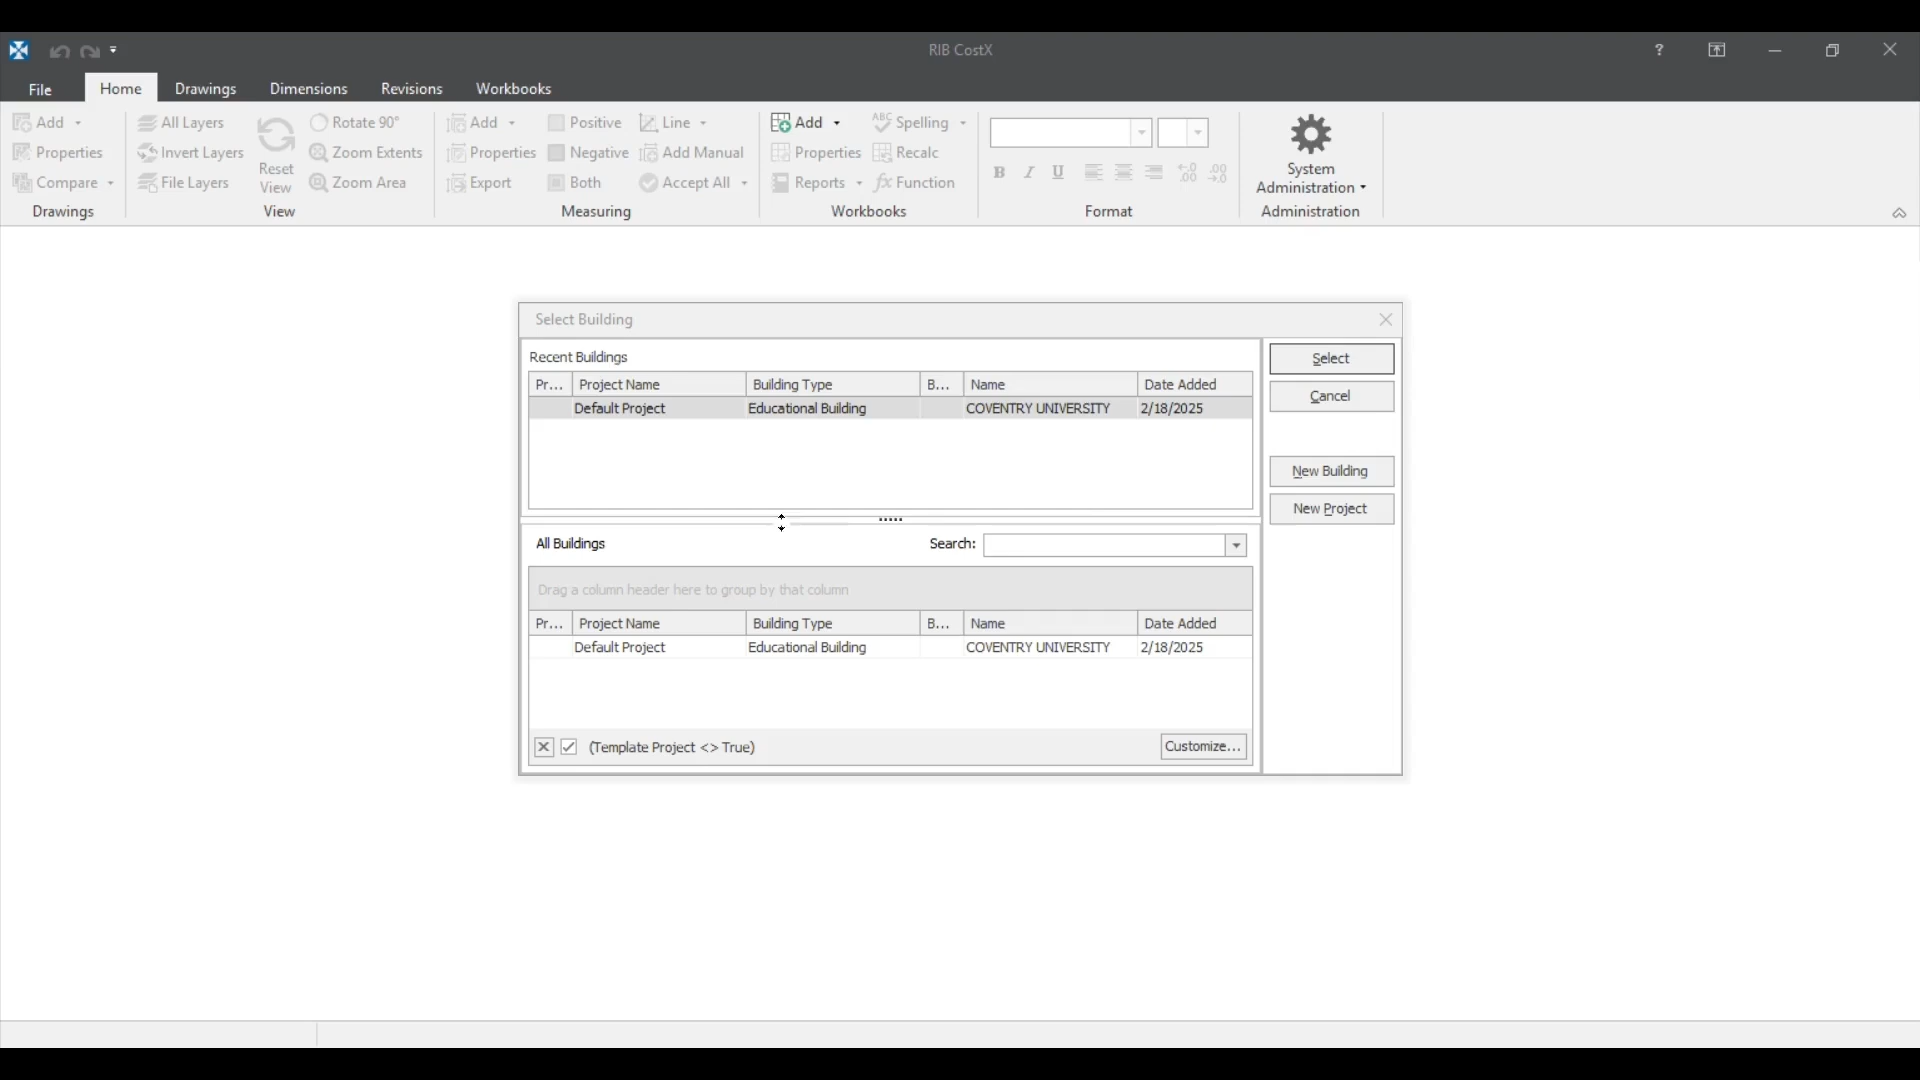 RIB CostX
?
File Home Drawings Dimensions Revisions Workbooks
Add
Properties
Compare
Drawings
All Layers
Invert Layers
File Layers
Reset
View
Rotate 90°
Zoom Extents
Zoom Area
View
Add
Properties
Export
Positive
Negative
Both
Line
Add Manual
Accept All
Measuring
Add
Properties
Reports
ABC Spelling
Recalc
fx Function
Workbooks
B I U
Format
System
Administration
Administration
Select Building
Recent Buildings
Pr... Project Name Building Type B... Name Date Added
Default Project Educational Building COVENTRY UNIVERSITY 2/18/2025
Select
Cancel
New Building
New Project
All Buildings Search:
Drag a column header here to group by that column
Pr... Project Name Building Type B... Name Date Added
Default Project Educational Building COVENTRY UNIVERSITY 2/18/2025
(Template Project <> True) Customize...